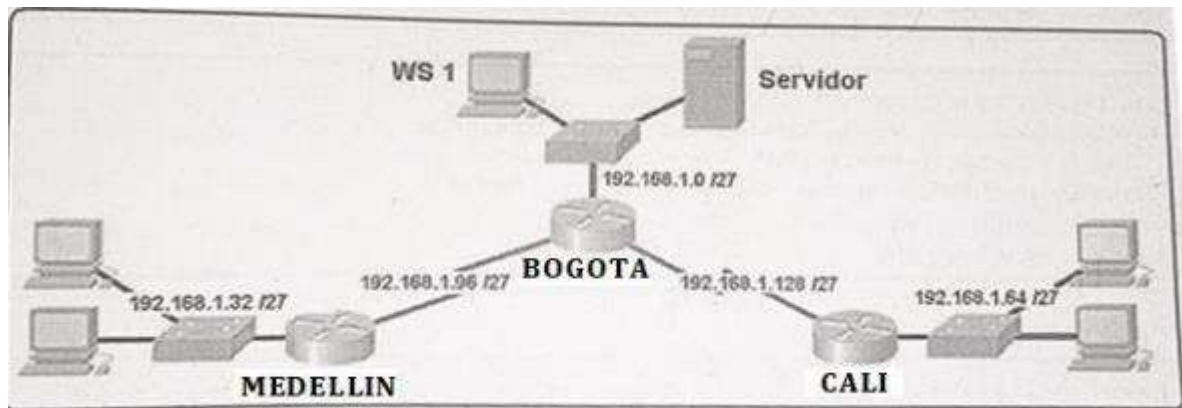 WS 1
Servidor
192.168.1.0 /27
BOGOTA
192.168.1.96 /27
192.168.1,128 /27
192.168.1.32 /27
192.168.1.64 /27
MEDELLIN
CALI